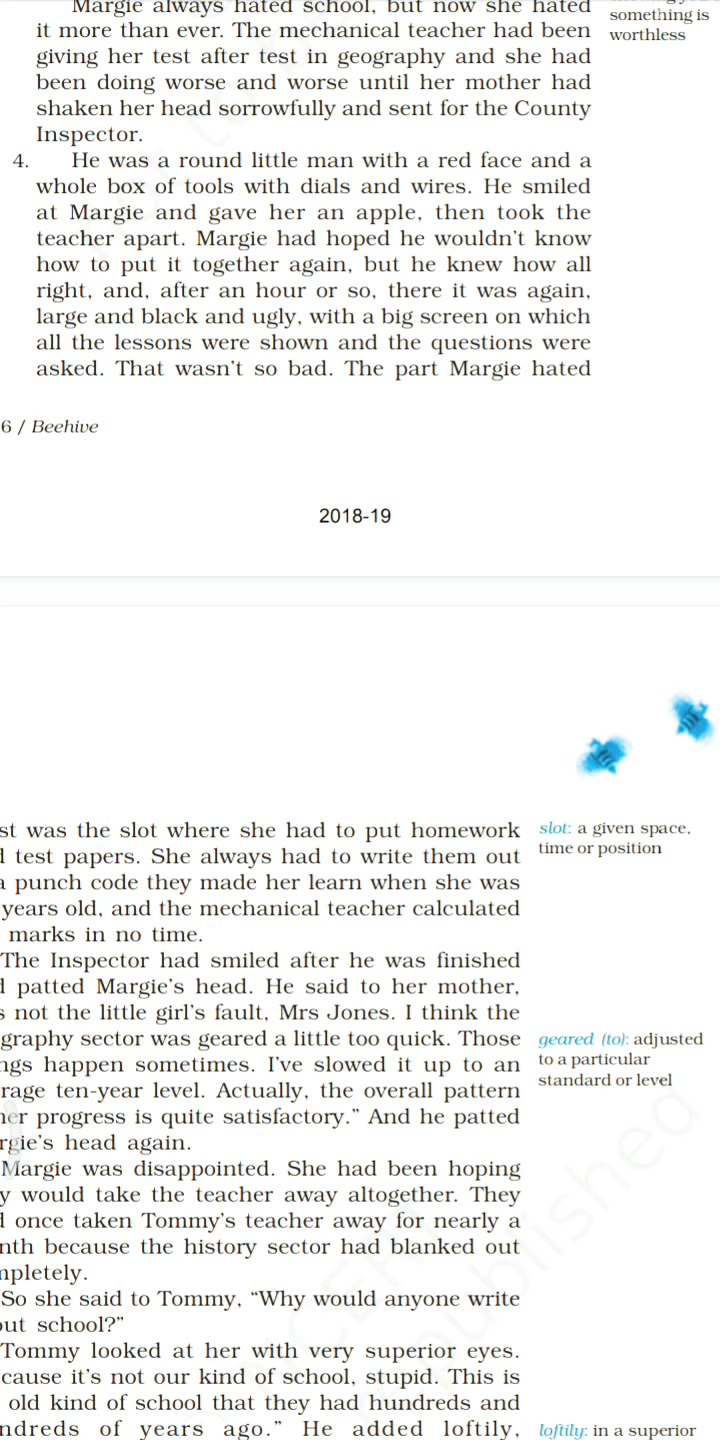 Margie always hated school, but now she hated
it more than ever. The mechanical teacher had been
giving her test after test in geography and she had
been doing worse and worse until her mother had
shaken her head sorrowfully and sent for the County
Inspector.
something is
worthless
4. He was a round little man with a red face and a
whole box of tools with dials and wires. He smiled
at Margie and gave her an apple, then took the
teacher apart. Margie had hoped he wouldn't know
how to put it together again, but he knew how all
right, and, after an hour or so, there it was again,
large and black and ugly, with a big screen on which
all the lessons were shown and the questions were
asked. That wasn't so bad. The part Margie hated
6 / Beehive
2018-19
st was the slot where she had to put homework
test papers. She always had to write them out
a punch code they made her learn when she was
years old, and the mechanical teacher calculated
marks in no time.
slot: a given space,
time or position
The Inspector had smiled after he was finished
patted Margie's head. He said to her mother,
s not the little girl's fault, Mrs Jones. I think the
graphy sector was geared a little too quick. Those
ngs happen sometimes. I've slowed it up to an
rage ten-year level. Actually, the overall pattern
her progress is quite satisfactory." And he patted
rgie's head again.
geared (to): adjusted
to a particular
standard or level
Margie was disappointed. She had been hoping
y would take the teacher away altogether. They
once taken Tommy's teacher away for nearly a
nth because the history sector had blanked out
mpletely.
So she said to Tommy, "Why would anyone write
out school?"
Tommy looked at her with very superior eyes.
cause it's not our kind of school, stupid. This is
old kind of school that they had hundreds and
ndreds of years ago." He added loftily,
loftily: in a superior